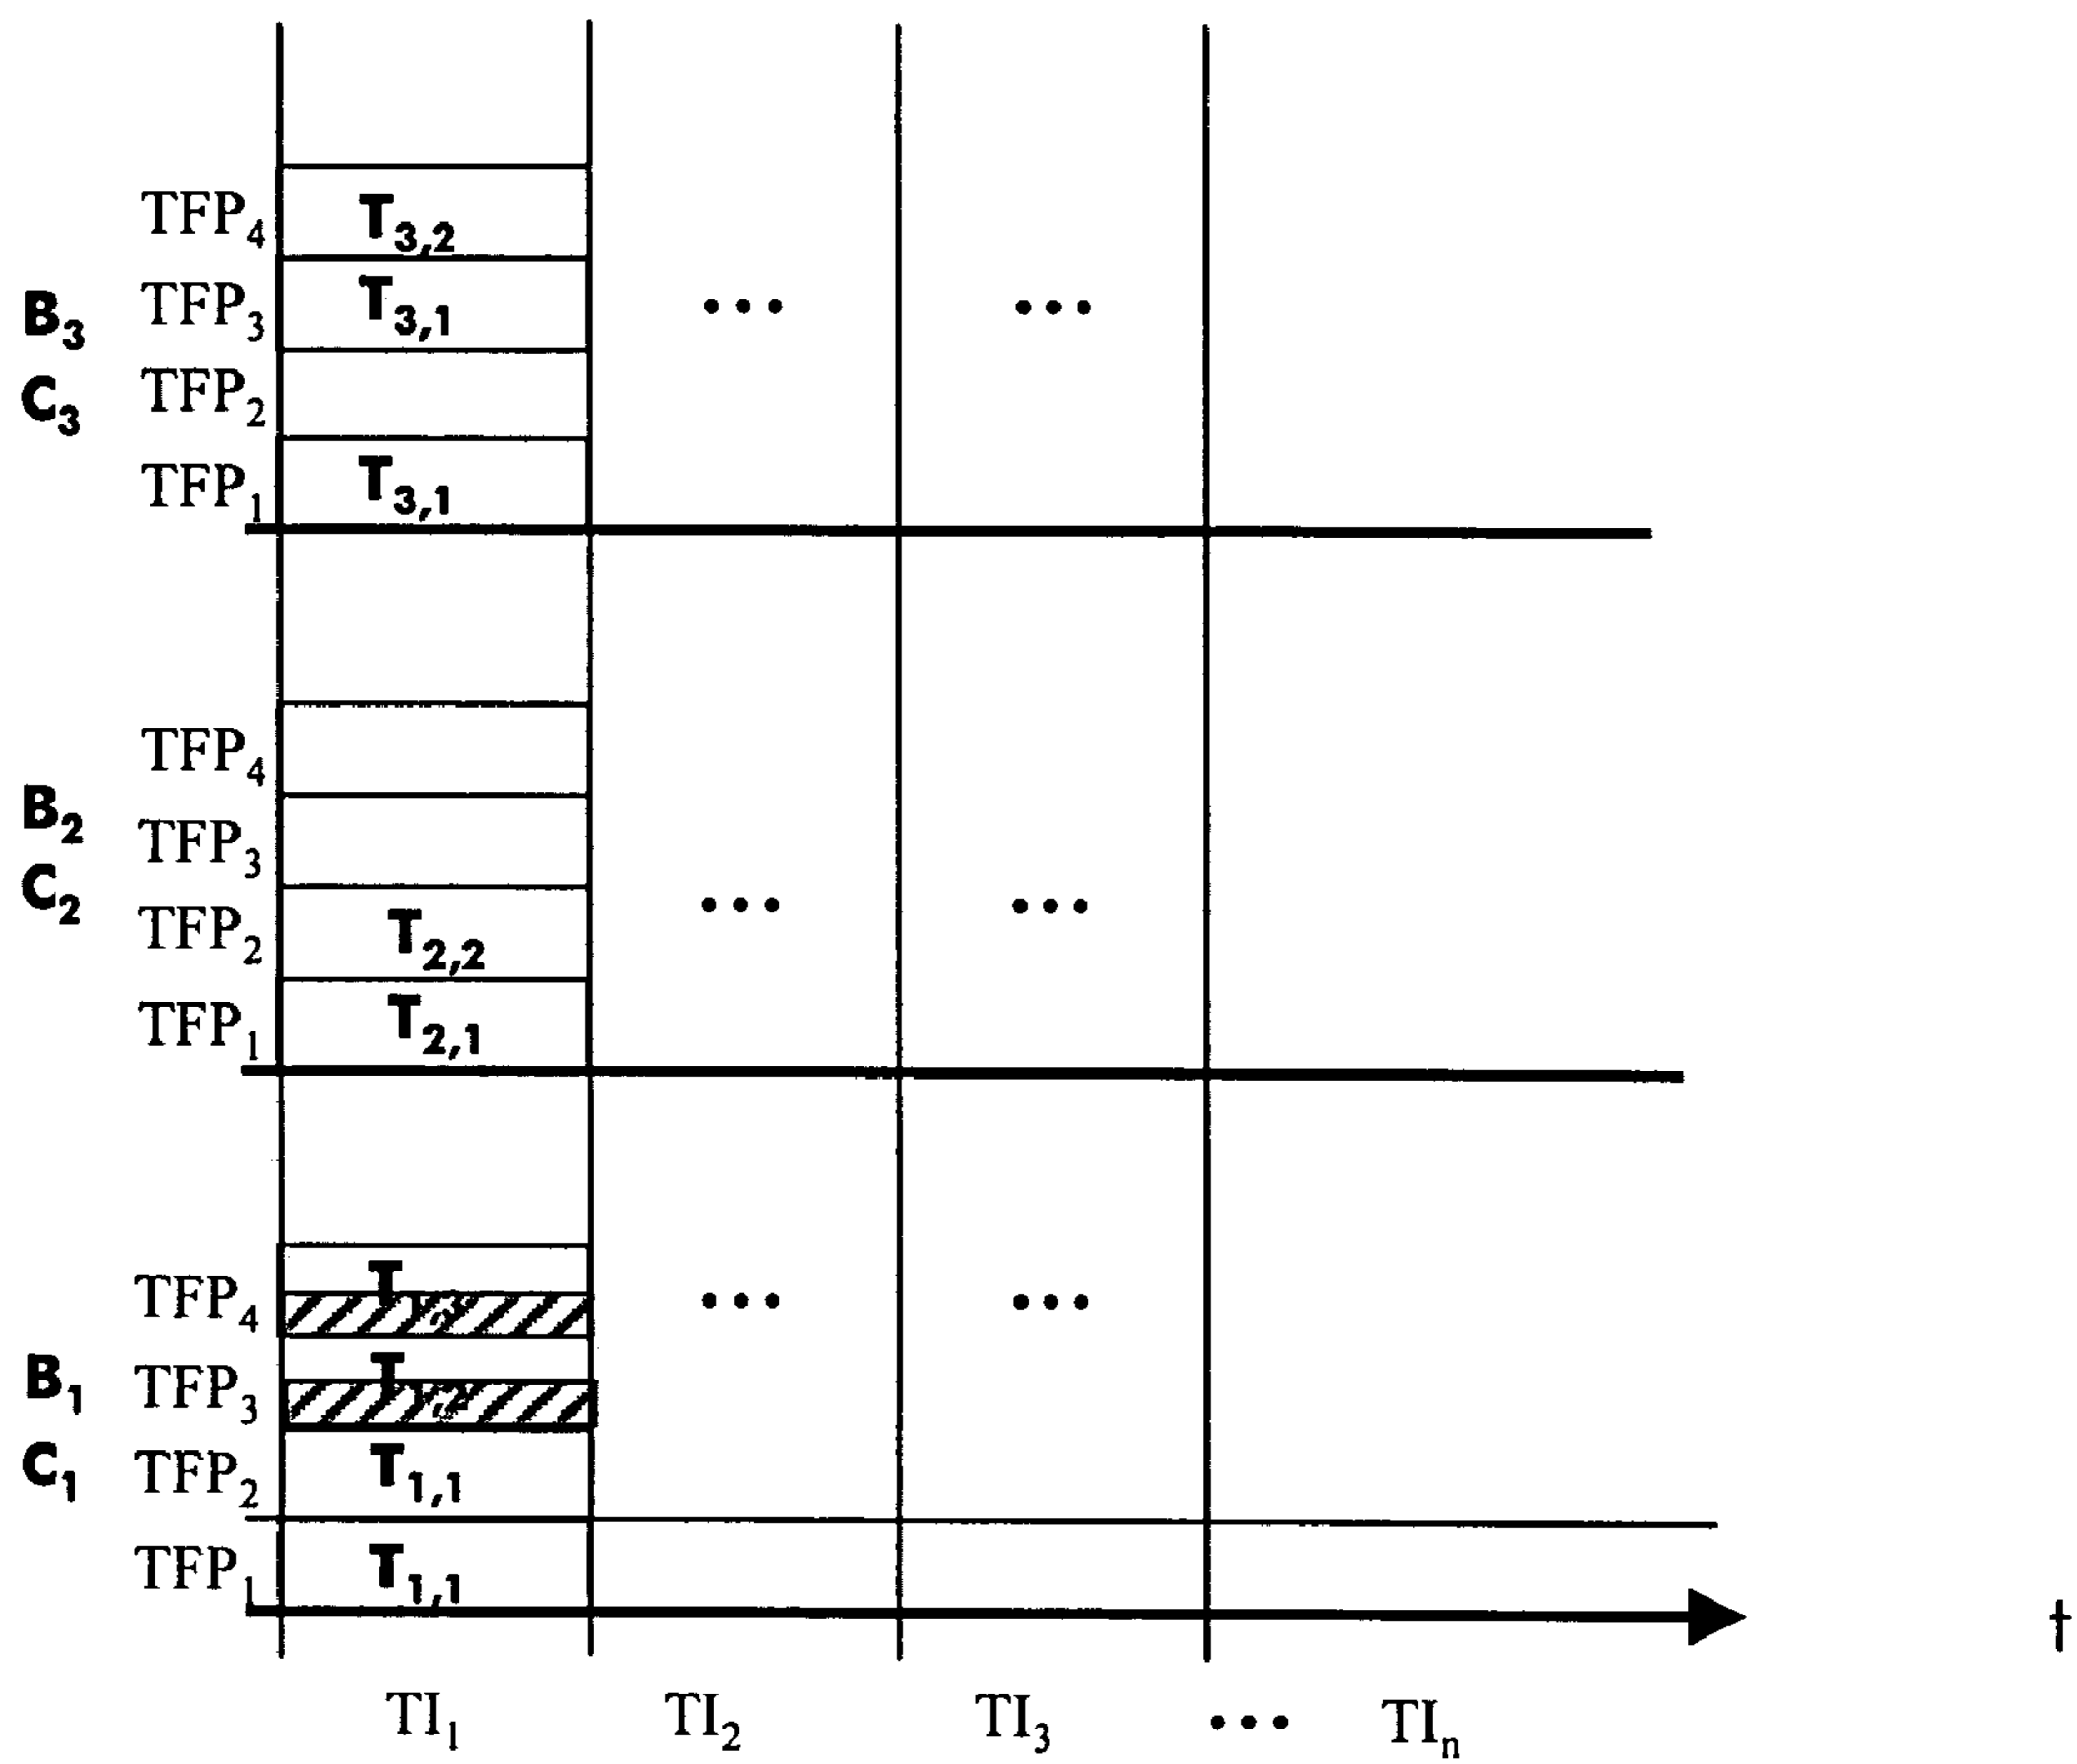 TFP₄ T₃,₂
B₃ TFP₃ T₃,₁ ... ...
C₃ TFP₂
TFP₁ T₃,₁
TFP₄
B₂ TFP₃
C₂ TFP₂ T₂,₂ ... ...
TFP₁ T₂,₁
TFP₄ T ... ...
B₁ TFP₃ T
C₁ TFP₂ T₁,₁
TFP₁ T₁,₁
t
TI₁ TI₂ TI₃ ... TIₙ